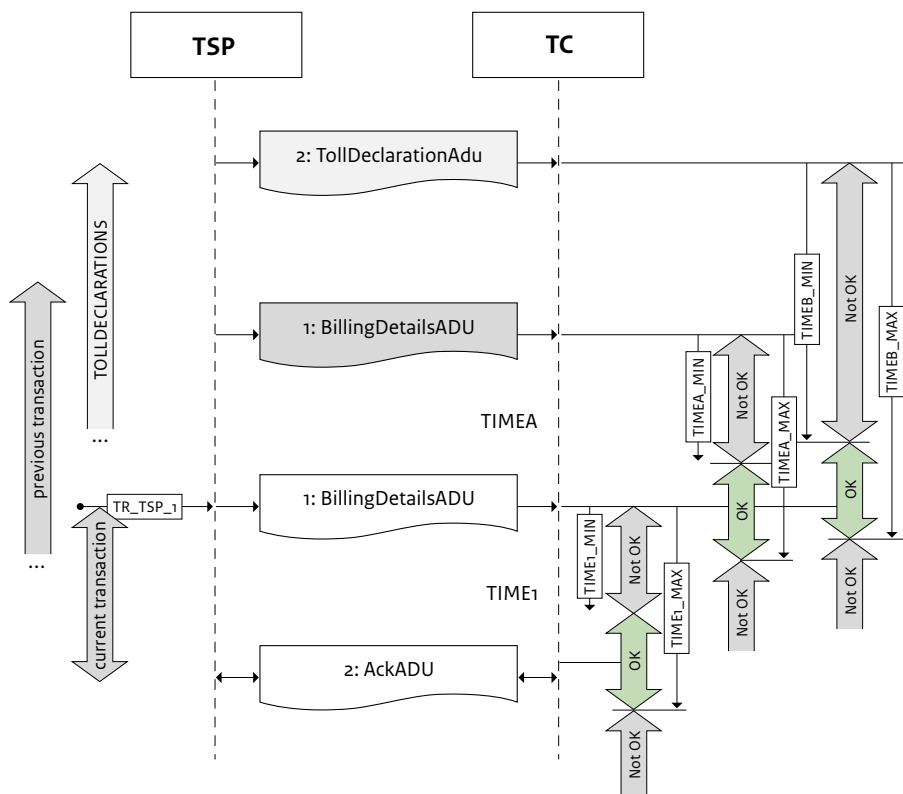 TSP
TC
2: TollDeclarationAdu
TOLLDECLARATIONS
...
previous transaction
...
1: BillingDetailsADU
TIMEA
TIMEA_MIN
Not OK
TIMEA_MAX
TIMEB_MIN
Not OK
TIMEB_MAX
TR_TSP_1
1: BillingDetailsADU
OK
OK
current transaction
TIME1
TIME1_MIN
Not OK
TIME1_MAX
Not OK
Not OK
2: AckADU
OK
Not OK